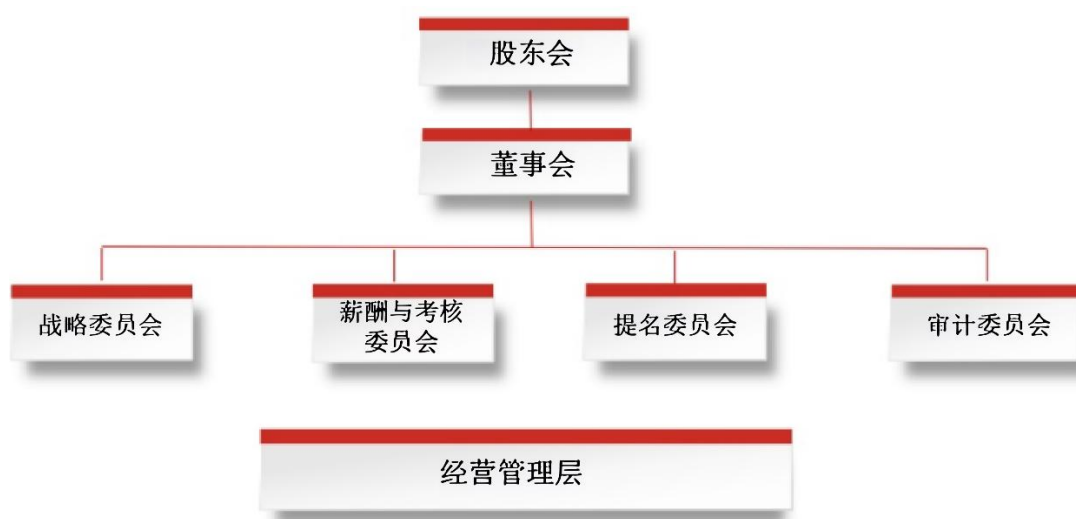 股东会
董事会
战略委员会
薪酬与考核
委员会
提名委员会
审计委员会
经营管理层